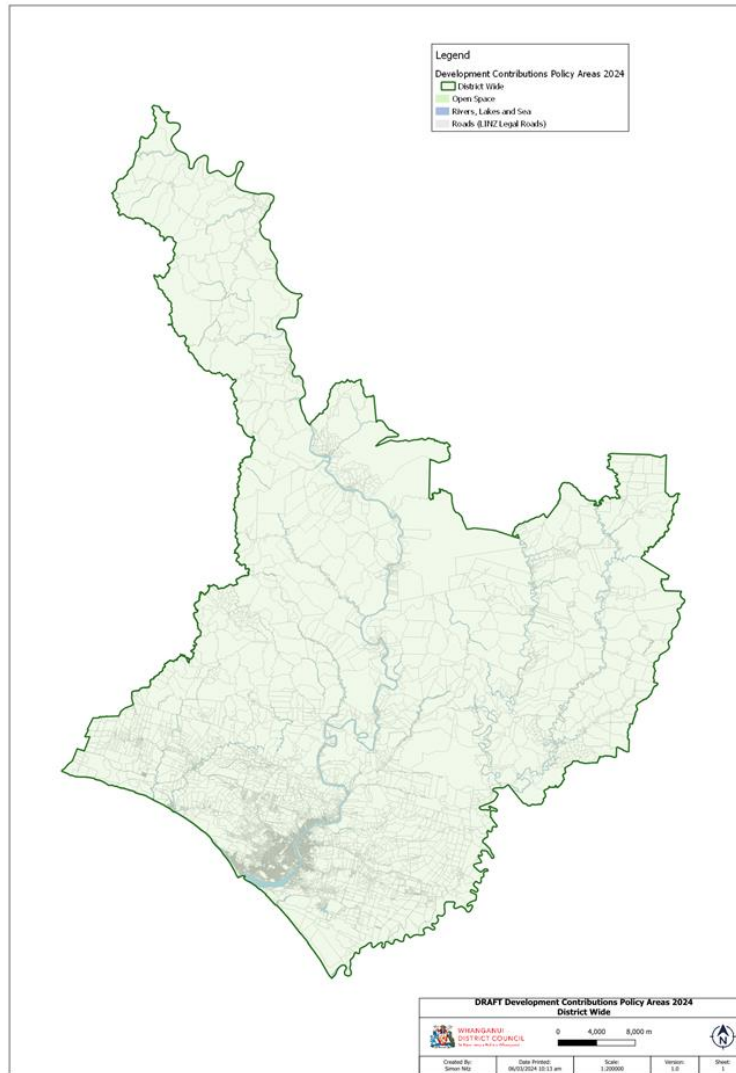 Legend
Development Contributions Policy Areas 2024
District Wide
Open Space
Rivers, Lakes and Sea
Roads (LINZ Legal Roads)
DRAFT Development Contributions Policy Areas 2024
District Wide
WHANGANUI
DISTRICT COUNCIL
0 4,000 8,000 m
N
Created By: Date Printed: Scale: Version: Sheet:
Simon Nitz 06/03/2024 10:13 am 1:200000 1.0 1